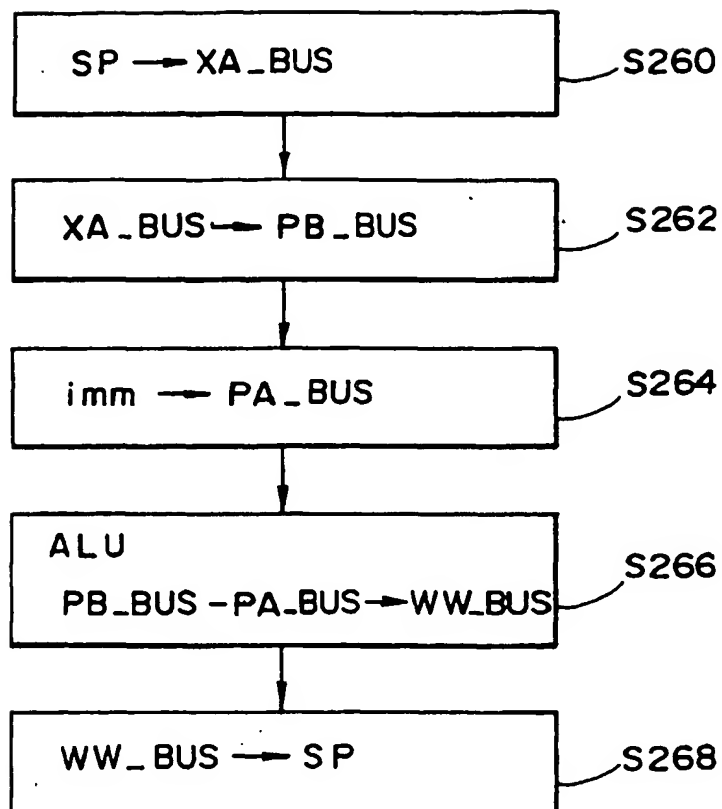 SP → XA_BUS
S260
XA_BUS → PB_BUS
S262
imm → PA_BUS
S264
ALU
PB_BUS - PA_BUS → WW_BUS
S266
WW_BUS → SP
S268